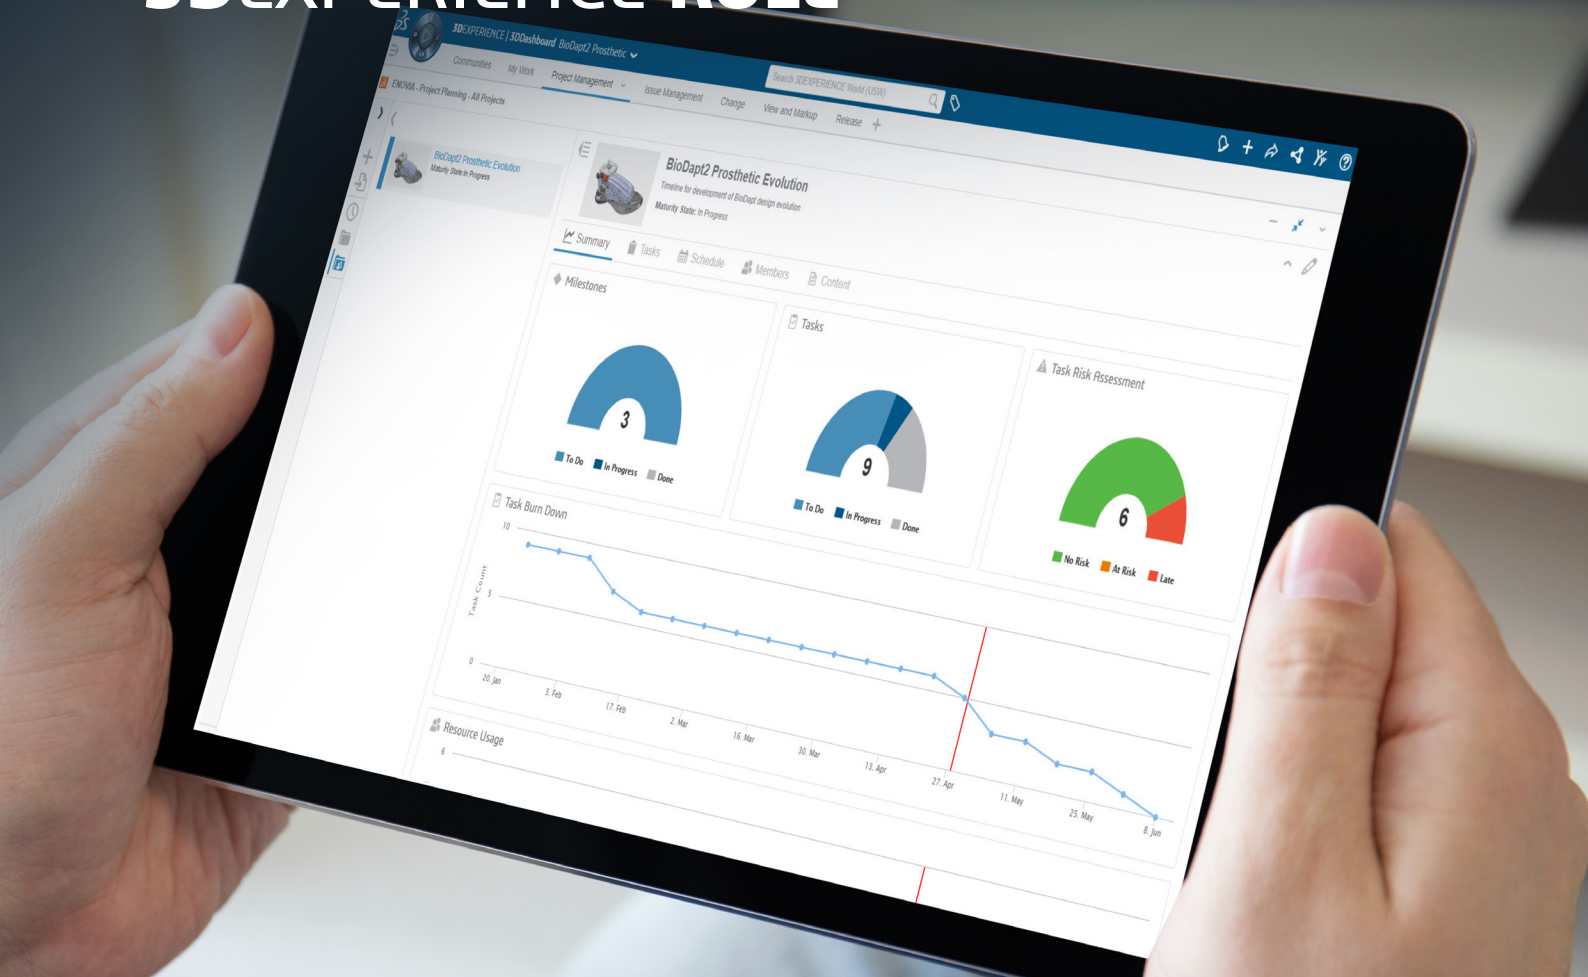 3DEXPERIENCE ROLE
3DEXPERIENCE | 3DDashboard BioDapt2 Prosthetic
Search 3DEXPERIENCE World (USW)
Communities My Work Project Management Issue Management Change View and Markup Release
ENOVIA - Project Planning - All Projects
BioDapt2 Prosthetic Evolution
Maturity State In Progress
BioDapt2 Prosthetic Evolution
Timeline for development of BioDapt design evolution
Maturity State: In Progress
Summary Tasks Schedule Members Content
Milestones
3
To Do In Progress Done
Tasks
9
To Do In Progress Done
Task Risk Assessment
6
No Risk At Risk Late
Task Burn Down
Task Count
10
5
0
20. Jan 3. Feb 17. Feb 2. Mar 16. Mar 30. Mar 13. Apr 27. Apr 11. May 25. May 8. Jun
Resource Usage
6